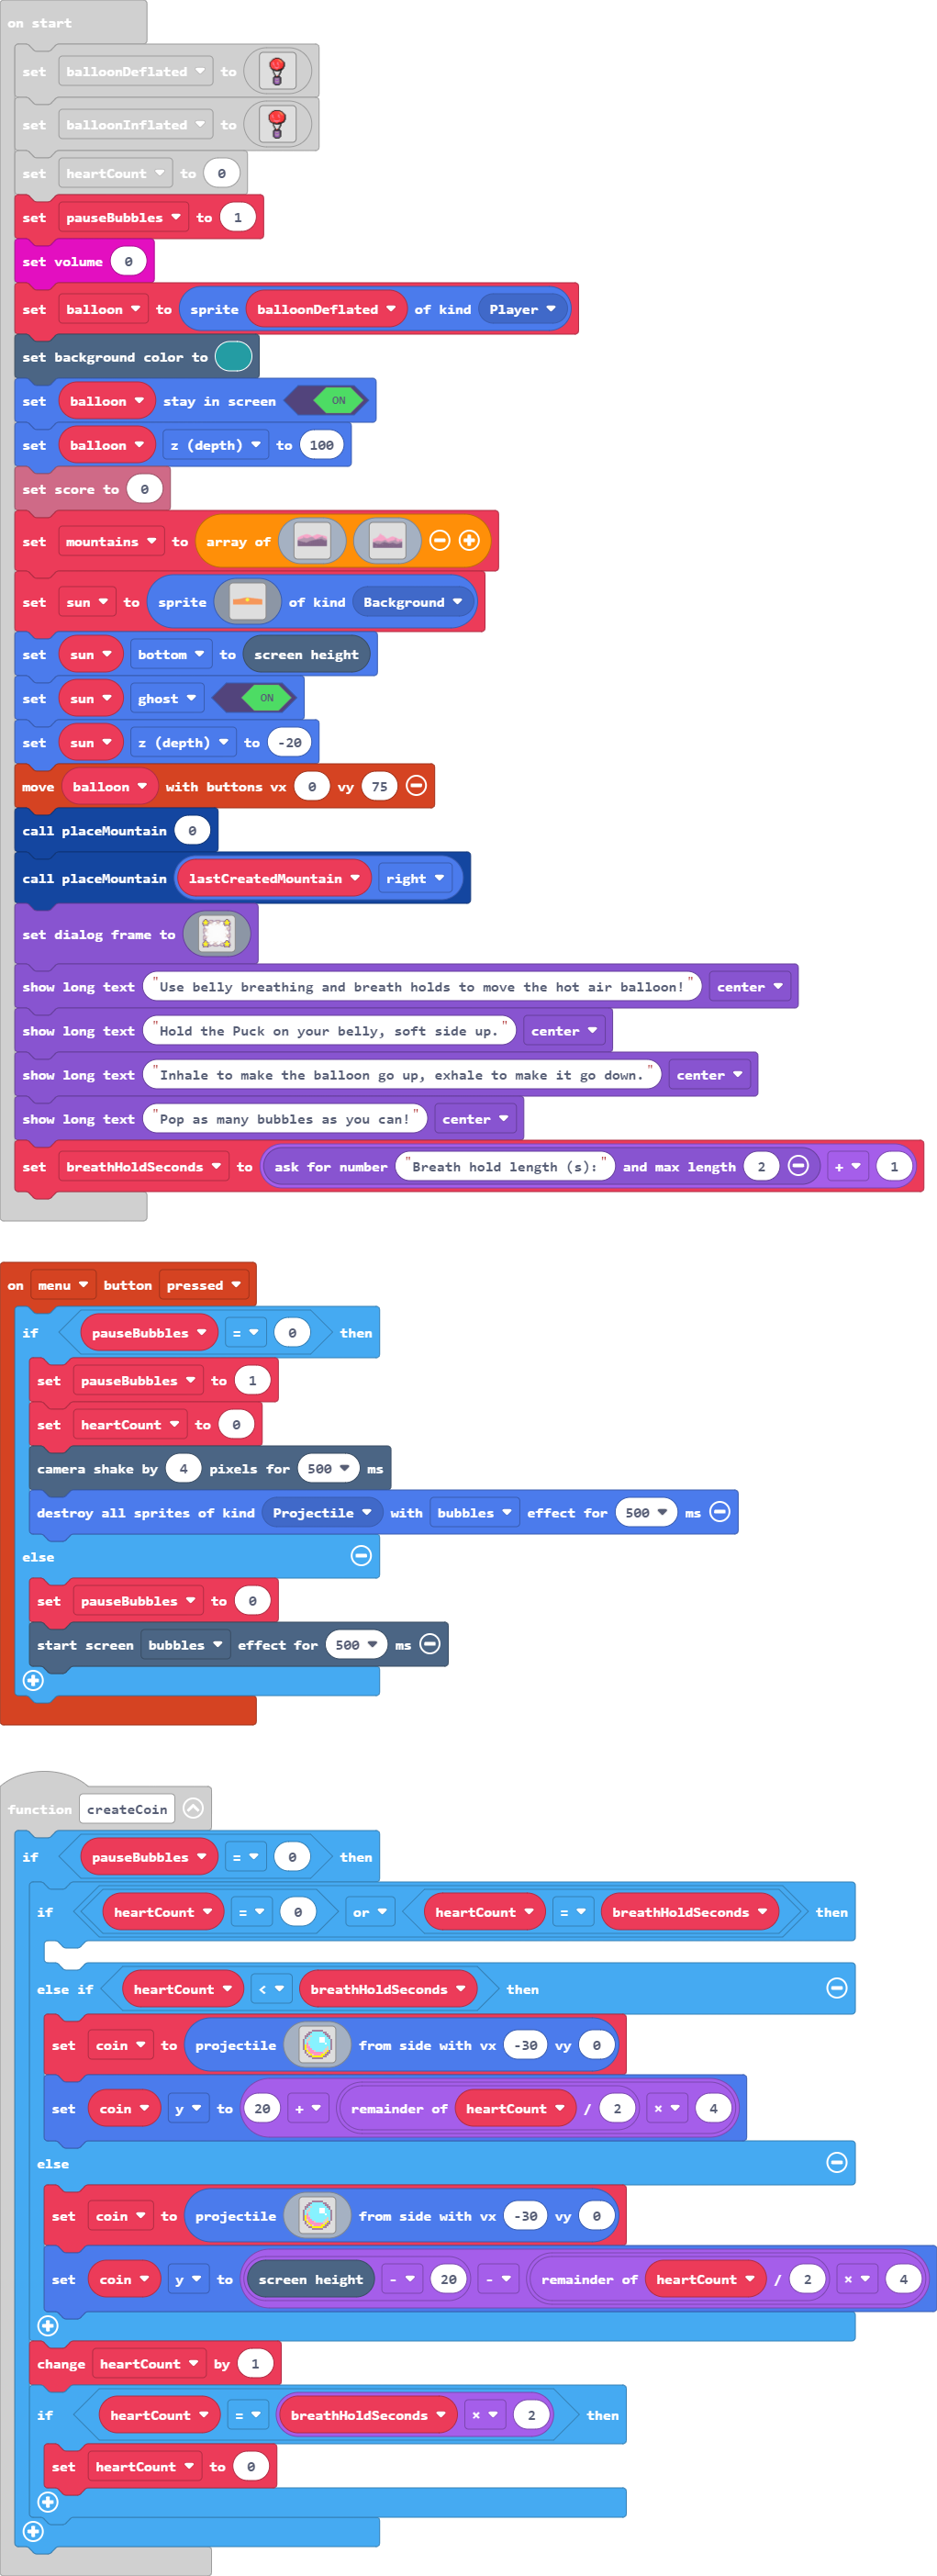 on start
set balloonDeflated to
set balloonInflated to
set heartCount to 0
set pauseBubbles to 1
set volume 0
set balloon to sprite balloonDeflated of kind Player
set background color to
set balloon stay in screen ON
set balloon z (depth) to 100
set score to 0
set mountains to array of
set sun to sprite of kind Background
set sun bottom to screen height
set sun ghost ON
set sun z (depth) to -20
move balloon with buttons vx 0 vy 75
call placeMountain 0
call placeMountain lastCreatedMountain right
set dialog frame to
show long text "Use belly breathing and breath holds to move the hot air balloon!" center
show long text "Hold the Puck on your belly, soft side up." center
show long text "Inhale to make the balloon go up, exhale to make it go down." center
show long text "Pop as many bubbles as you can!" center
set breathHoldSeconds to ask for number "Breath hold length (s):" and max length 2 + 1
on menu button pressed
if pauseBubbles = 0 then
set pauseBubbles to 1
set heartCount to 0
camera shake by 4 pixels for 500 ms
destroy all sprites of kind Projectile with bubbles effect for 500 ms
else
set pauseBubbles to 0
start screen bubbles effect for 500 ms
function createCoin
if pauseBubbles = 0 then
if heartCount = 0 or heartCount = breathHoldSeconds then
else if heartCount < breathHoldSeconds then
set coin to projectile from side with vx -30 vy 0
set coin y to 20 + remainder of heartCount / 2 × 4
else
set coin to projectile from side with vx -30 vy 0
set coin y to screen height - 20 - remainder of heartCount / 2 × 4
change heartCount by 1
if heartCount = breathHoldSeconds × 2 then
set heartCount to 0